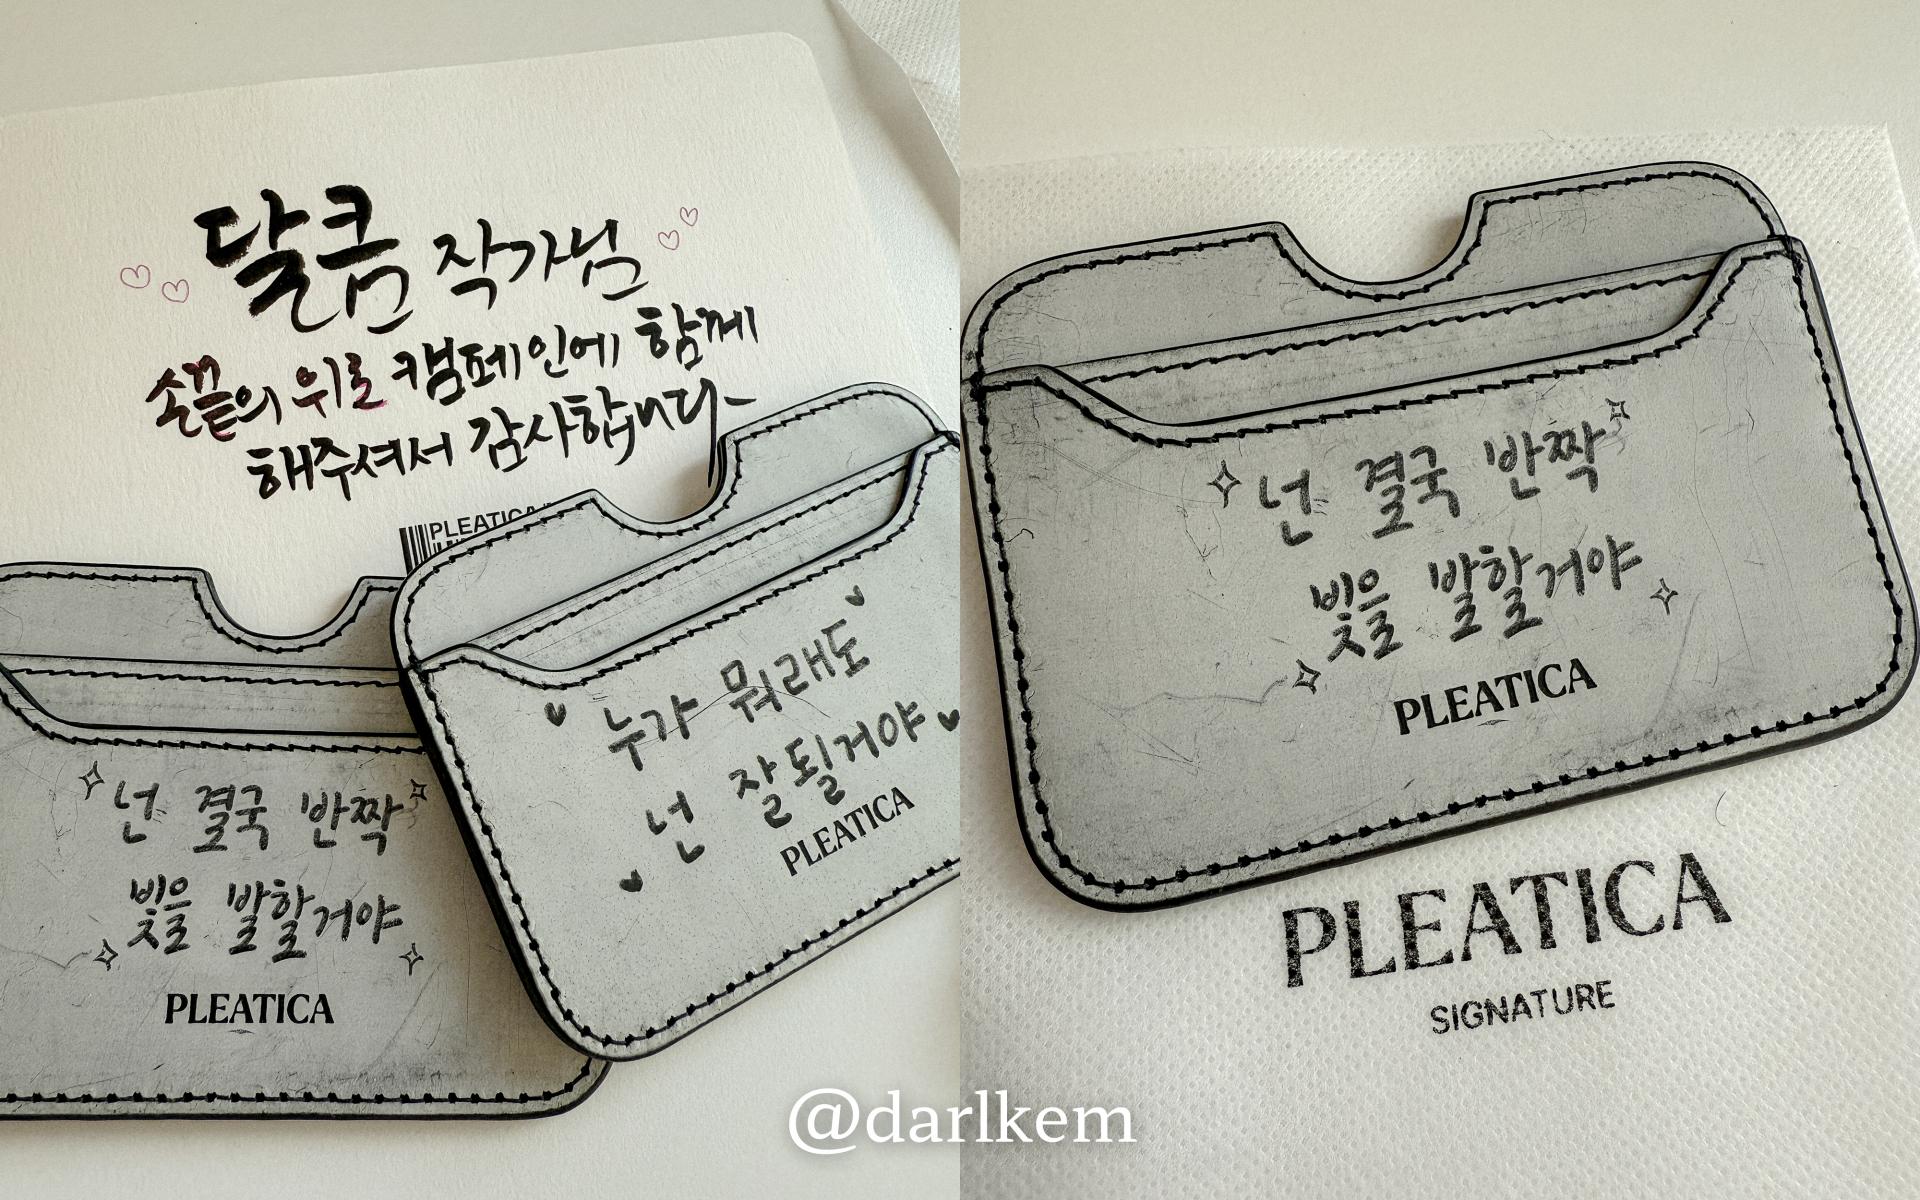 달콤 작가님
손끝의 위로 캠페인에 함께
해주셔서 감사합니다~
PLEATICA
누가 뭐래도
넌 잘될거야
PLEATICA
넌 결국 반짝
빛을 발할거야
PLEATICA
넌 결국 반짝
빛을 발할거야
PLEATICA
PLEATICA
SIGNATURE
@darlkem